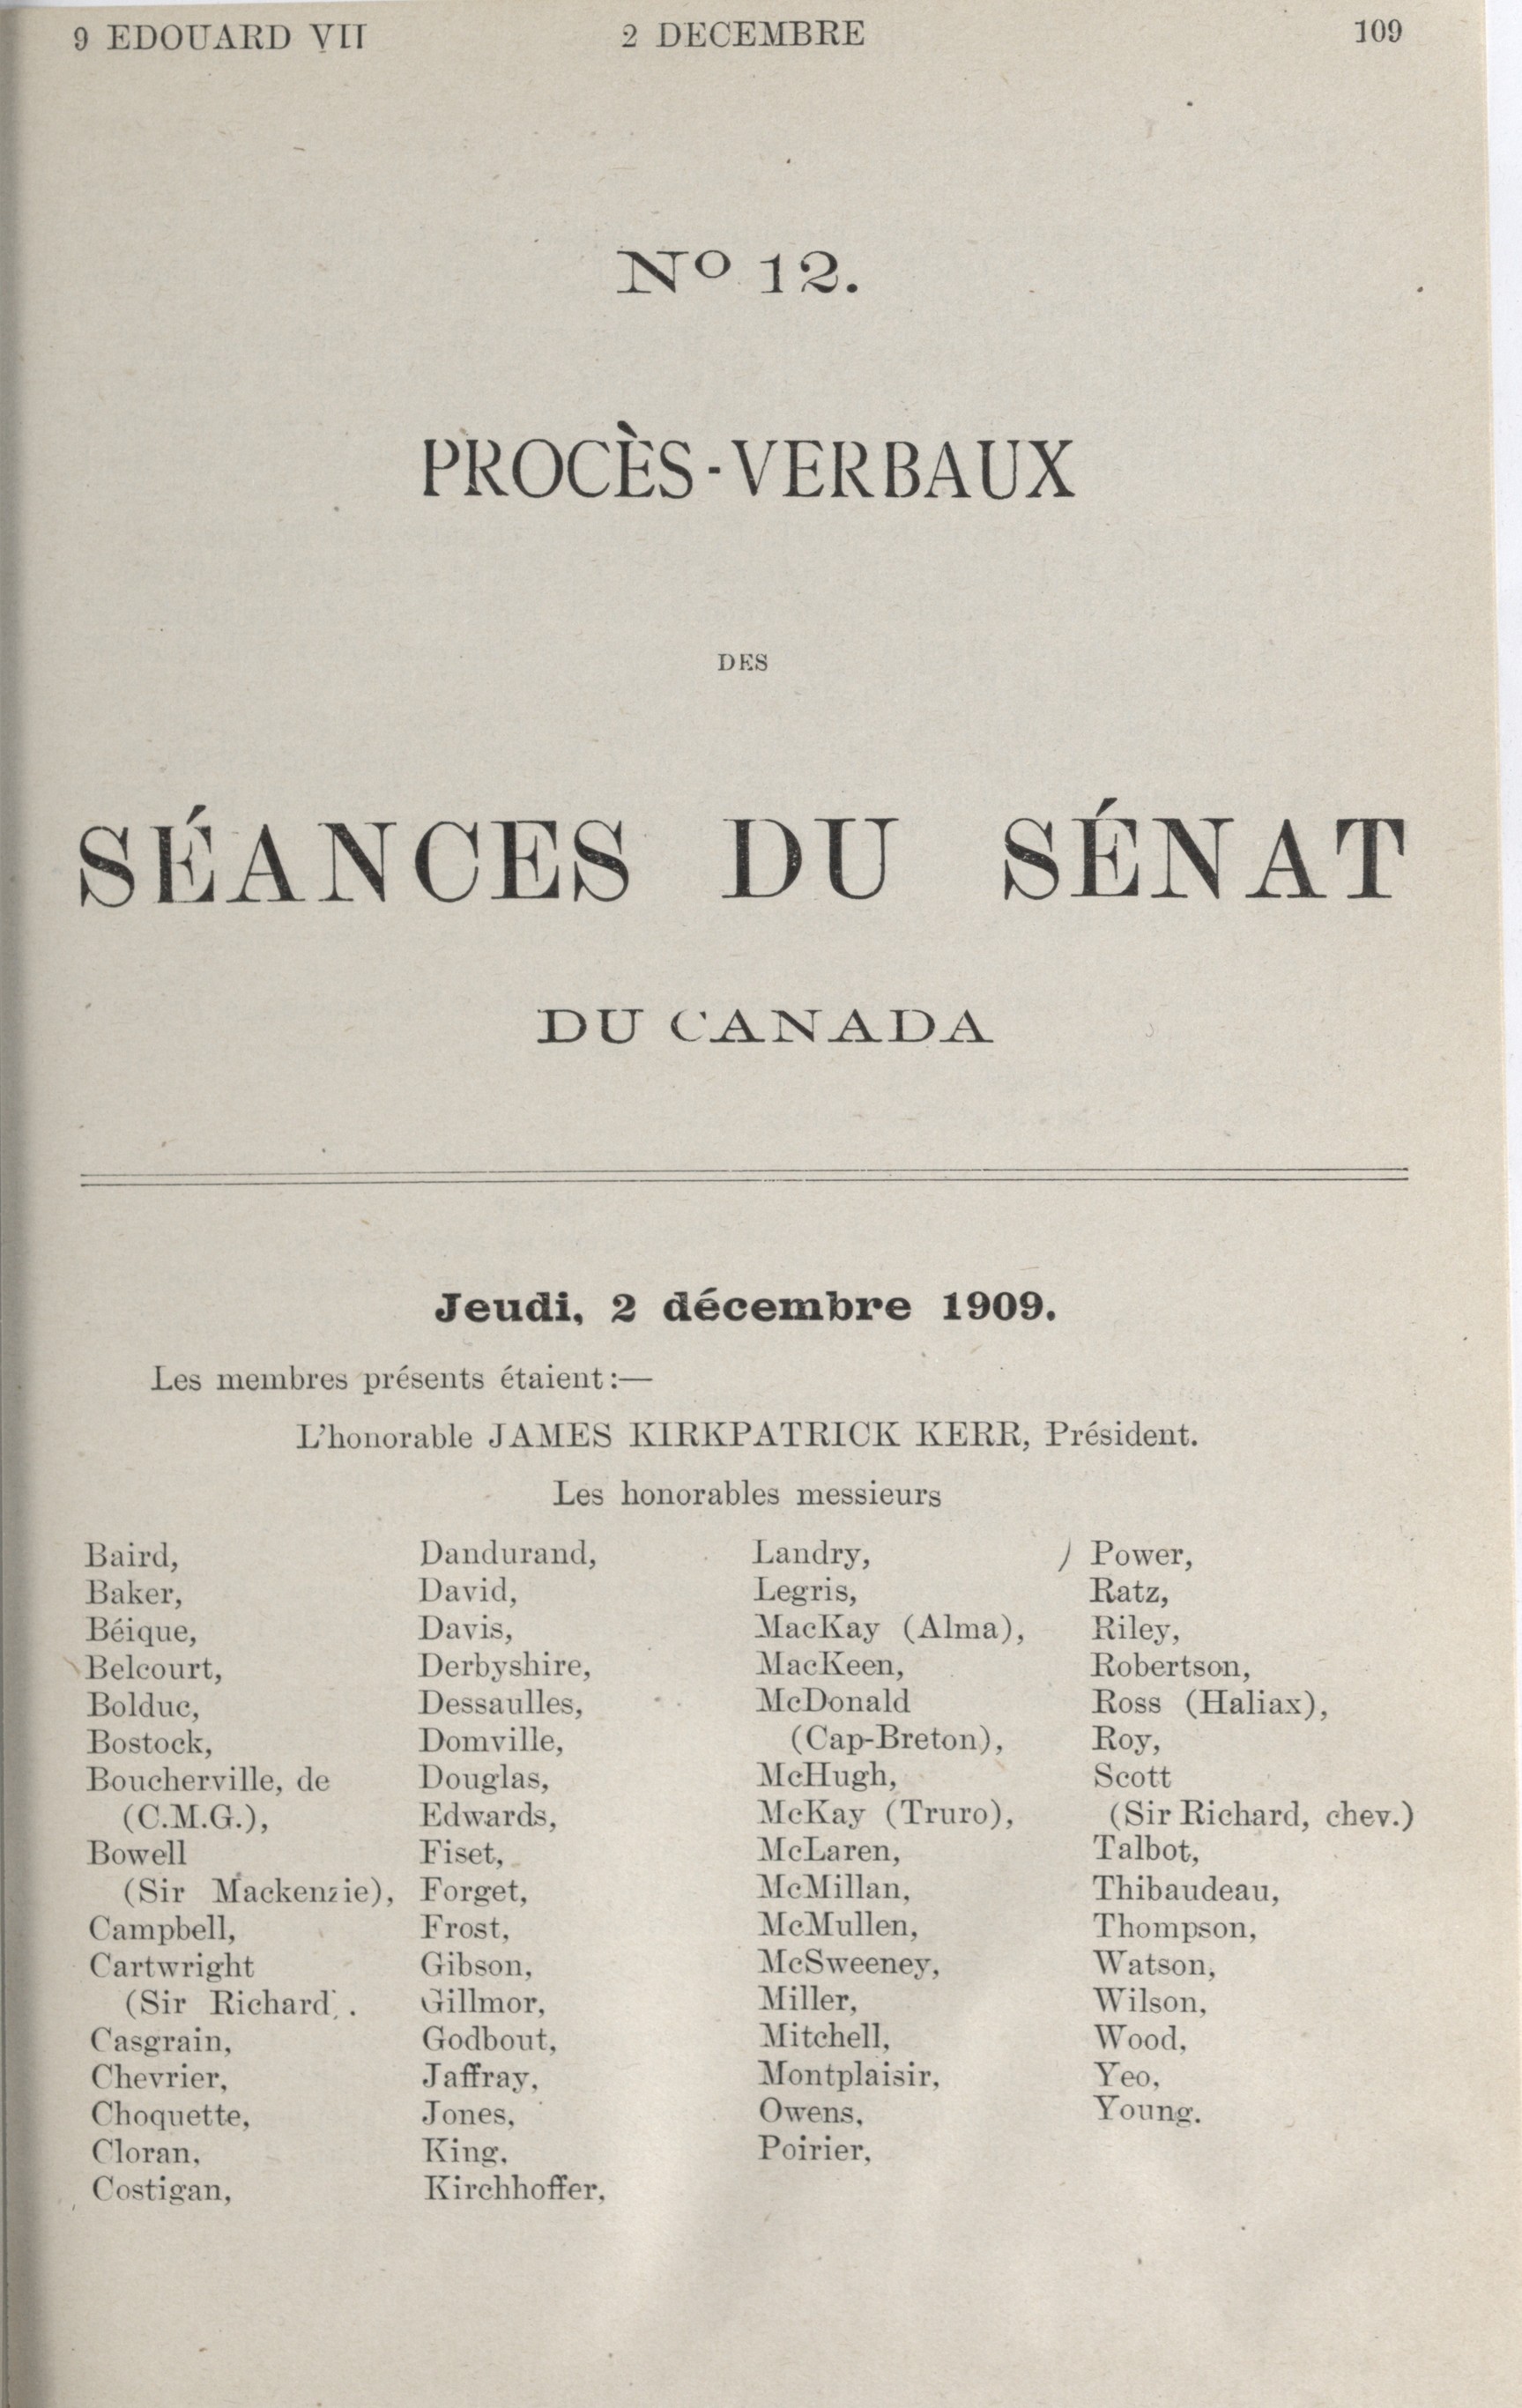 9 EDOUARD VII
2 DECEMBRE
109
No 12.
PROCÈS-VERBAUX
DES
SÉANCES DU SÉNAT
DU CANADA
Jeudi, 2 décembre 1909.
Les membres présents étaient:—
L'honorable JAMES KIRKPATRICK KERR, Président.
Les honorables messieurs
Baird,
Baker,
Béique,
Belcourt,
Bolduc,
Bostock,
Boucherville, de
(C.M.G.),
Bowell
(Sir Mackenzie),
Campbell,
Cartwright
(Sir Richard).
Casgrain,
Chevrier,
Choquette,
Cloran,
Costigan,
Dandurand,
David,
Davis,
Derbyshire,
Dessaulles,
Domville,
Douglas,
Edwards,
Fiset,
Forget,
Frost,
Gibson,
Gillmor,
Godbout,
Jaffray,
Jones,
King,
Kirchhoffer,
Landry,
Legris,
MacKay (Alma),
MacKeen,
McDonald
(Cap-Breton),
McHugh,
McKay (Truro),
McLaren,
McMillan,
McMullen,
McSweeney,
Miller,
Mitchell,
Montplaisir,
Owens,
Poirier,
Power,
Ratz,
Riley,
Robertson,
Ross (Haliax),
Roy,
Scott
(Sir Richard, chev.)
Talbot,
Thibaudeau,
Thompson,
Watson,
Wilson,
Wood,
Yeo,
Young.